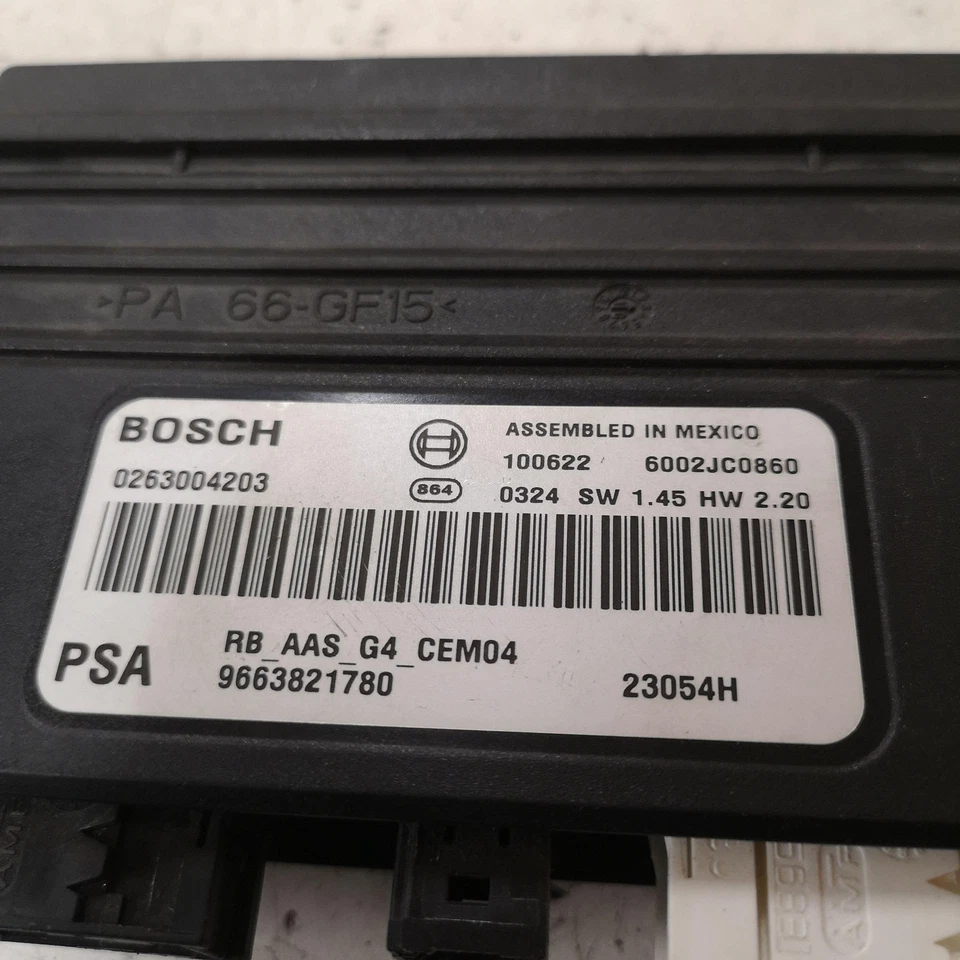 >PA 66-GF15<
BOSCH
ASSEMBLED IN MEXICO
100622 6002JC0860
0263004203
864
0324 SW 1.45 HW 2.20
PSA
RB_AAS_G4_CEM04
9663821780
23054H